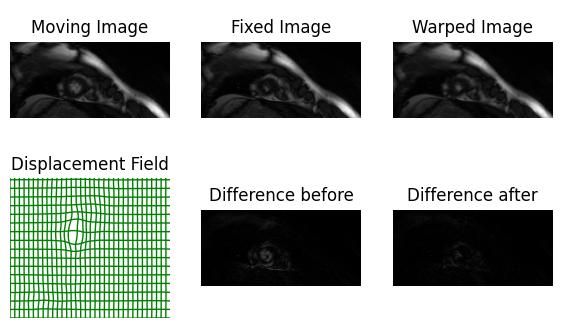 Moving Image
Fixed Image
Warped Image
Displacement Field
Difference before
Difference after